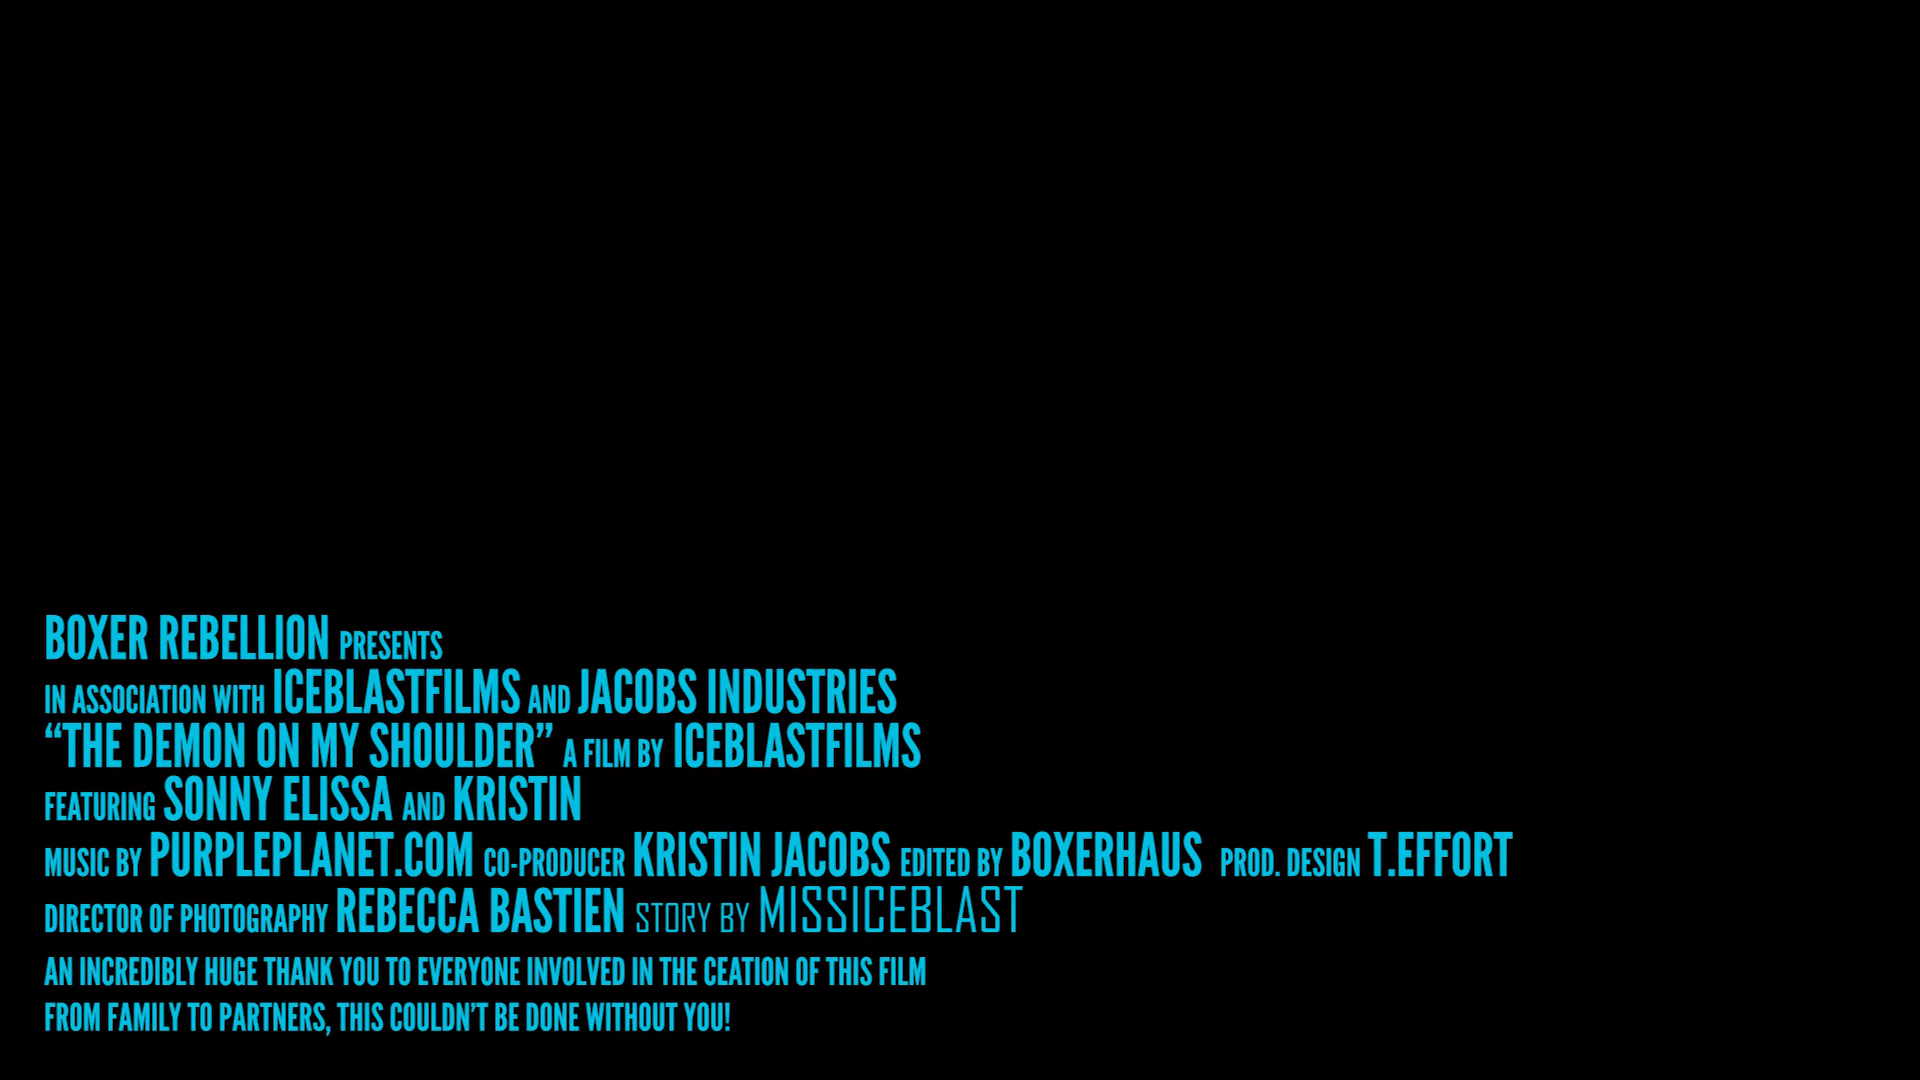 BOXER REBELLION PRESENTS
IN ASSOCIATION WITH ICEBLASTFILMS AND JACOBS INDUSTRIES
“THE DEMON ON MY SHOULDER” A FILM BY ICEBLASTFILMS
FEATURING SONNY ELISSA AND KRISTIN
MUSIC BY PURPLEPLANET.COM CO-PRODUCER KRISTIN JACOBS EDITED BY BOXERHAUS PROD. DESIGN T.EFFORT
DIRECTOR OF PHOTOGRAPHY REBECCA BASTIEN STORY BY MISSICEBLAST
AN INCREDIBLY HUGE THANK YOU TO EVERYONE INVOLVED IN THE CEATION OF THIS FILM
FROM FAMILY TO PARTNERS, THIS COULDN’T BE DONE WITHOUT YOU!